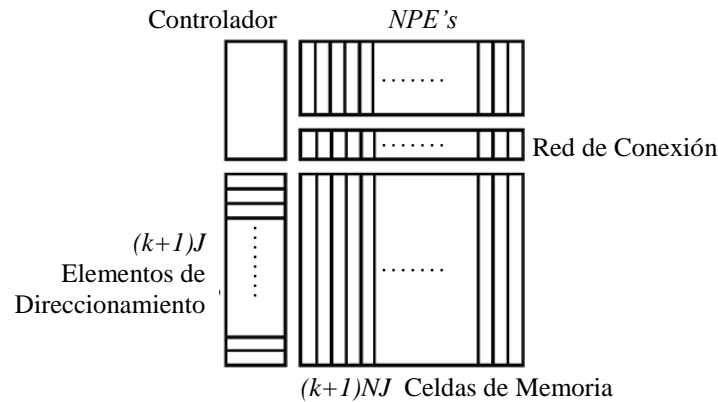 Controlador
NPE's
Red de Conexión
(k+1)J
Elementos de
Direccionamiento
(k+1)NJ Celdas de Memoria